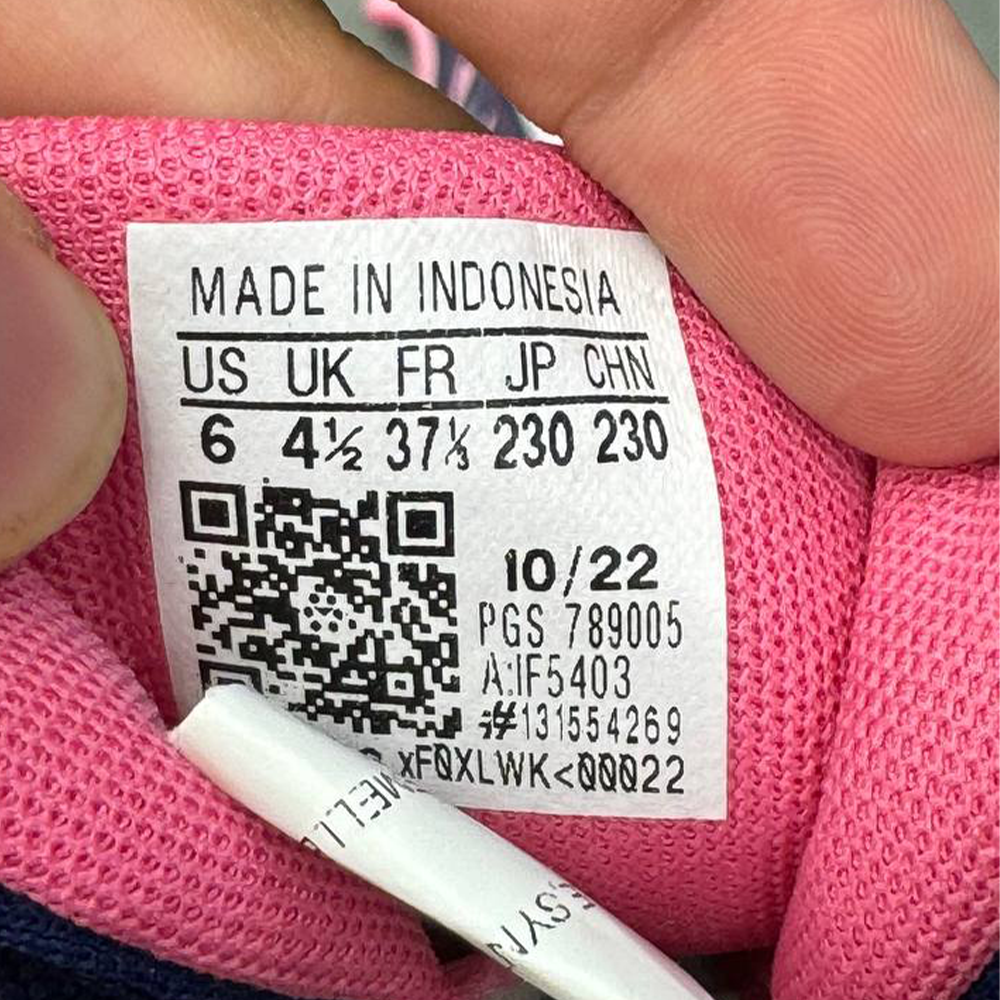 MADE IN INDONESIA
US UK FR JP CHN
6 4½ 37⅓ 230 230
10/22
PGS 789005
A:IF5403
#131554269
xFQXLWK<00022